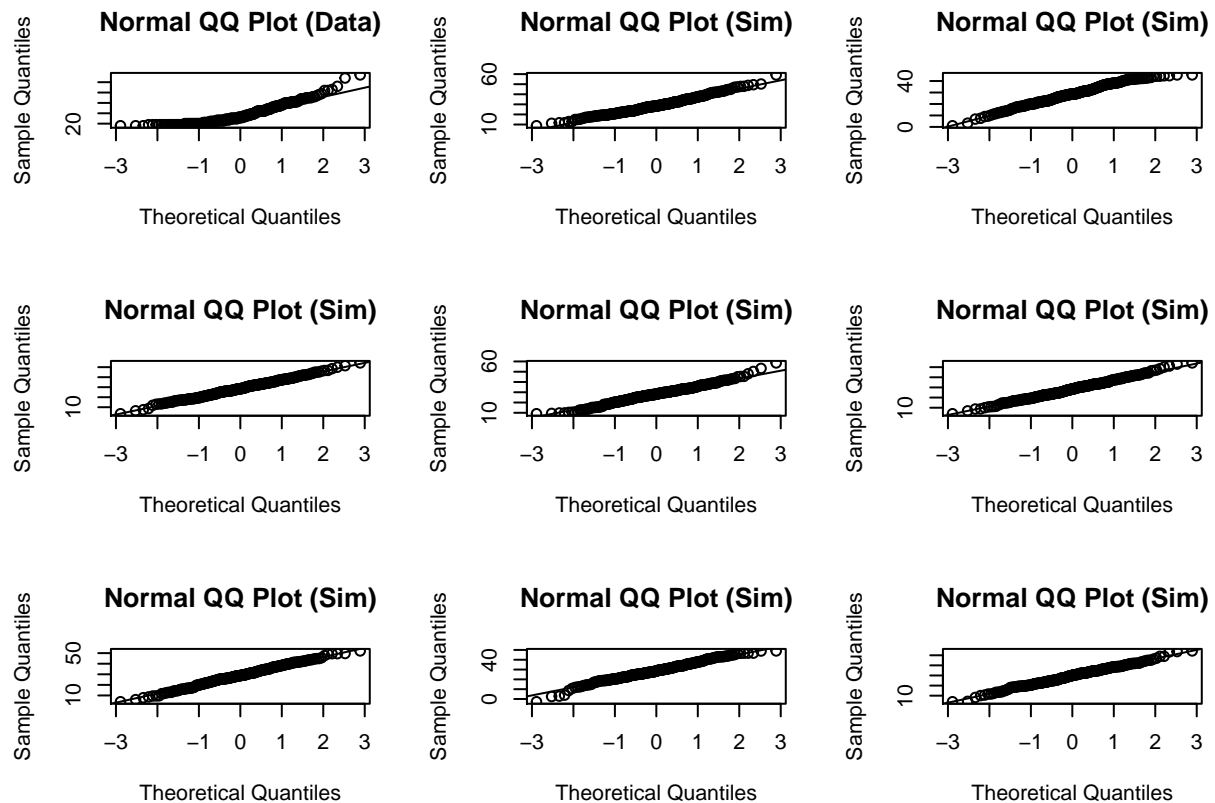 Normal QQ Plot (Data)
Sample Quantiles
20
−3 −1 0 1 2 3
Theoretical Quantiles
Normal QQ Plot (Sim)
Sample Quantiles
10 60
−3 −1 0 1 2 3
Theoretical Quantiles
Normal QQ Plot (Sim)
Sample Quantiles
0 40
−3 −1 0 1 2 3
Theoretical Quantiles
Normal QQ Plot (Sim)
Sample Quantiles
10
−3 −1 0 1 2 3
Theoretical Quantiles
Normal QQ Plot (Sim)
Sample Quantiles
10 60
−3 −1 0 1 2 3
Theoretical Quantiles
Normal QQ Plot (Sim)
Sample Quantiles
10
−3 −1 0 1 2 3
Theoretical Quantiles
Normal QQ Plot (Sim)
Sample Quantiles
10 50
−3 −1 0 1 2 3
Theoretical Quantiles
Normal QQ Plot (Sim)
Sample Quantiles
0 40
−3 −1 0 1 2 3
Theoretical Quantiles
Normal QQ Plot (Sim)
Sample Quantiles
10
−3 −1 0 1 2 3
Theoretical Quantiles